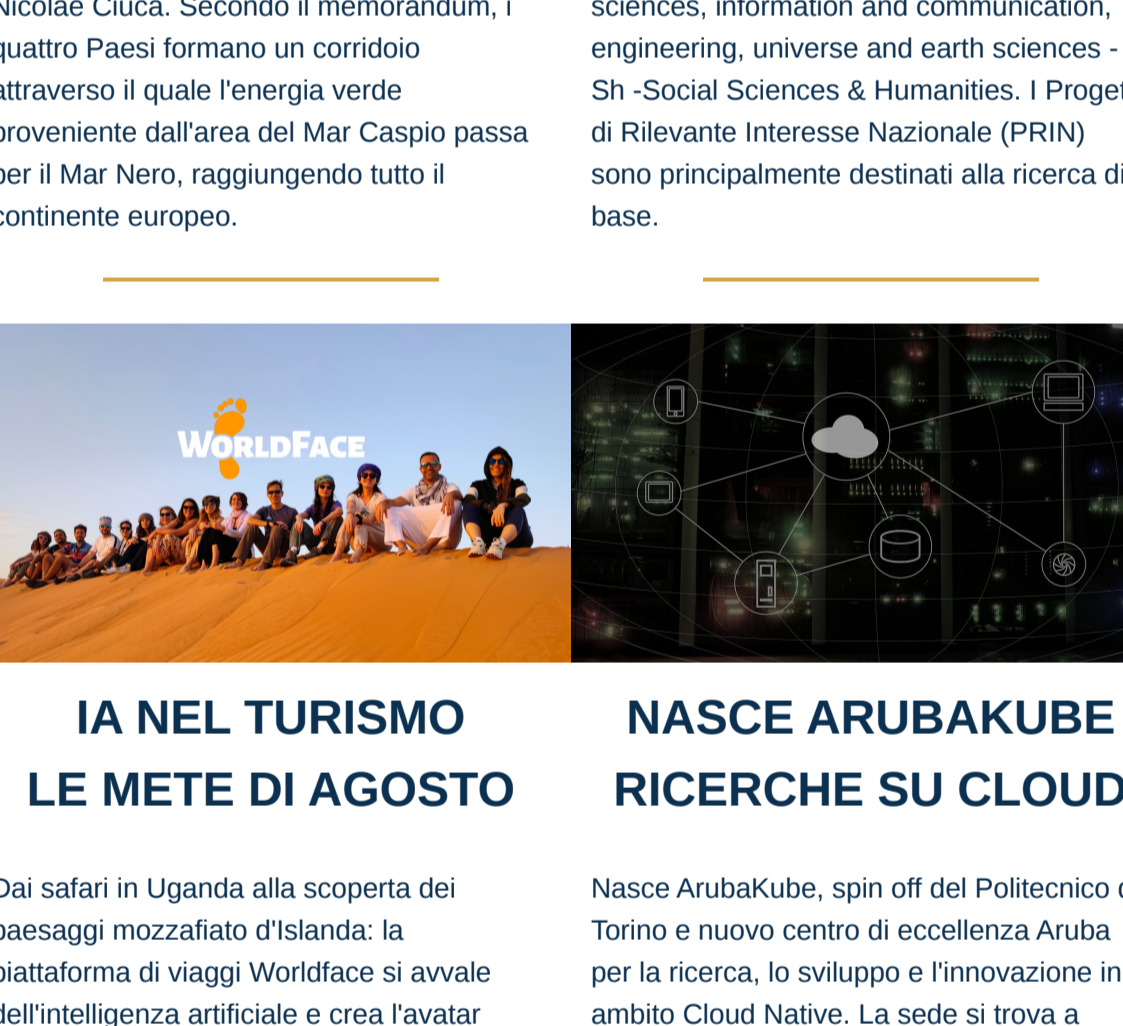 Nicolae Ciuca. Secondo il memorandum, i
quattro Paesi formano un corridoio
attraverso il quale l'energia verde
proveniente dall'area del Mar Caspio passa
per il Mar Nero, raggiungendo tutto il
continente europeo.
sciences, information and communication,
engineering, universe and earth sciences -
Sh -Social Sciences & Humanities. I Proget
di Rilevante Interesse Nazionale (PRIN)
sono principalmente destinati alla ricerca di
base.
WORLDFACE
IA NEL TURISMO
LE METE DI AGOSTO
Dai safari in Uganda alla scoperta dei
paesaggi mozzafiato d'Islanda: la
piattaforma di viaggi Worldface si avvale
dell'intelligenza artificiale e crea l'avatar
NASCE ARUBAKUBE
RICERCHE SU CLOUD
Nasce ArubaKube, spin off del Politecnico d
Torino e nuovo centro di eccellenza Aruba
per la ricerca, lo sviluppo e l'innovazione in
ambito Cloud Native. La sede si trova a